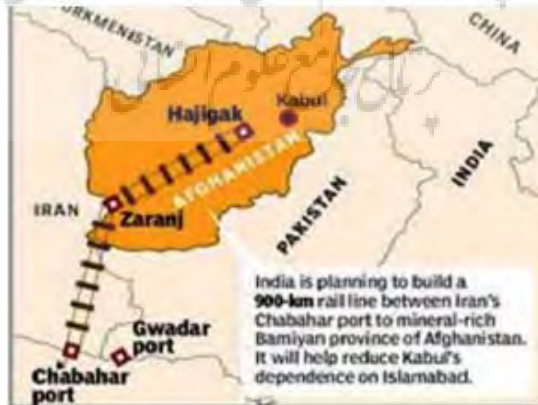 TURKMENISTAN
CHINA
Hajigak
Kabul
AFGHANISTAN
IRAN
Zaranj
PAKISTAN
INDIA
India is planning to build a
900-km rail line between Iran's
Chabahar port to mineral-rich
Bamiyan province of Afghanistan.
It will help reduce Kabul's
dependence on Islamabad.
Gwadar
port
Chabahar
port